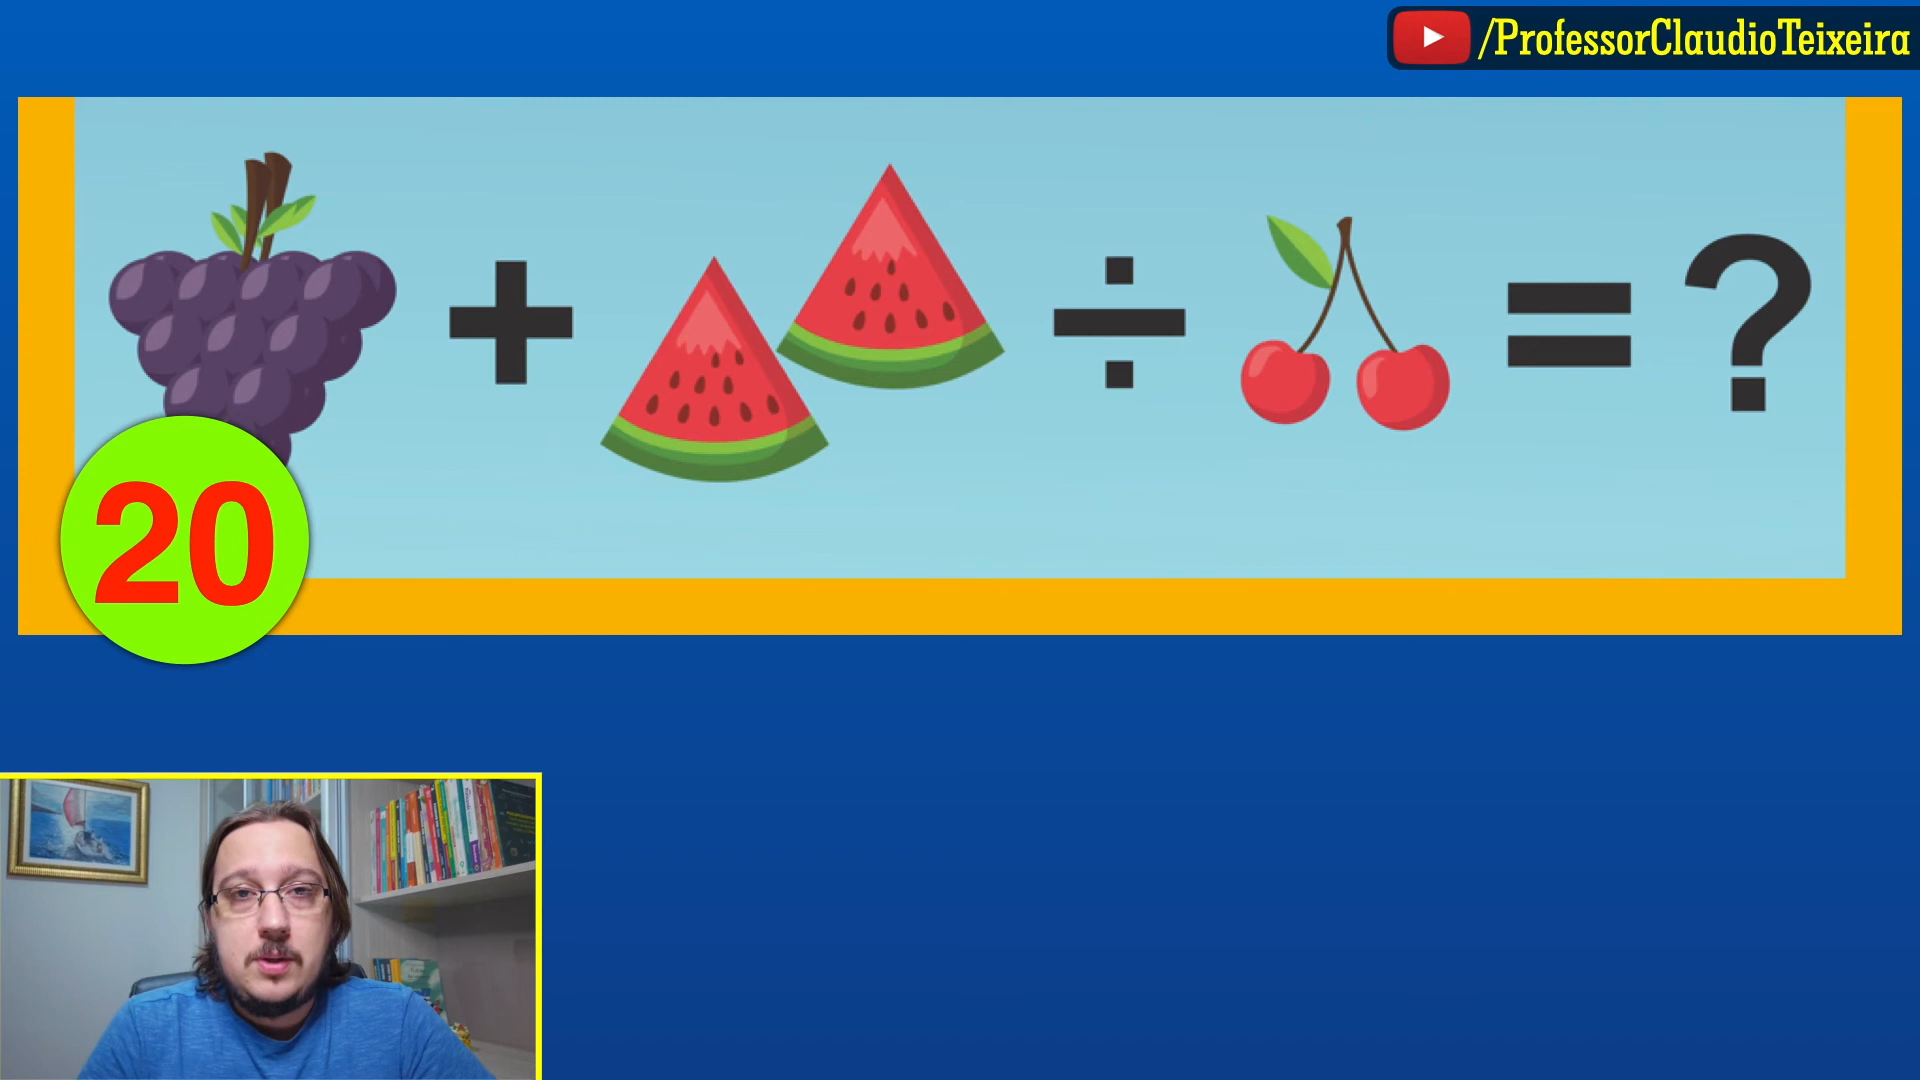 /ProfessorClaudioTeixeira
+ ÷ = ?
20